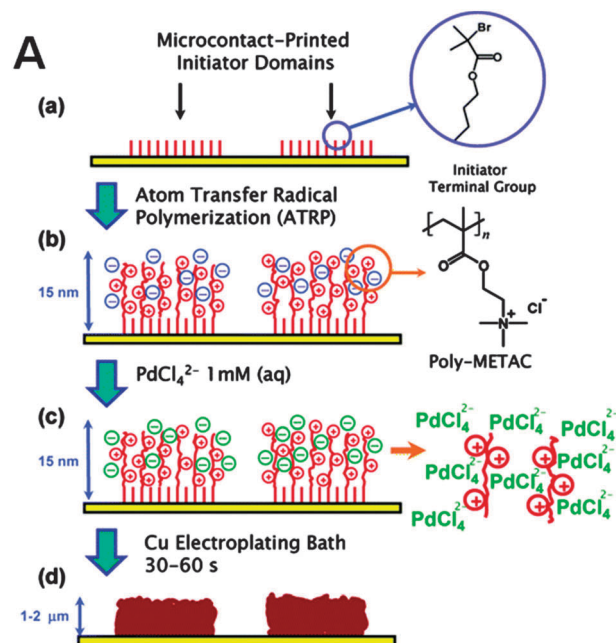 A
Microcontact-Printed
Initiator Domains
(a)
Br
O
O
Initiator
Terminal Group
Atom Transfer Radical
Polymerization (ATRP)
(b)
15 nm
n
O
O
N+
Cl-
Poly-METAC
PdCl₄²⁻ 1mM (aq)
(c)
15 nm
PdCl₄²⁻
PdCl₄²⁻
PdCl₄²⁻
PdCl₄²⁻
PdCl₄²⁻
PdCl₄²⁻
PdCl₄²⁻
PdCl₄²⁻
PdCl₄²⁻
Cu Electroplating Bath
30-60 s
(d)
1-2 μm